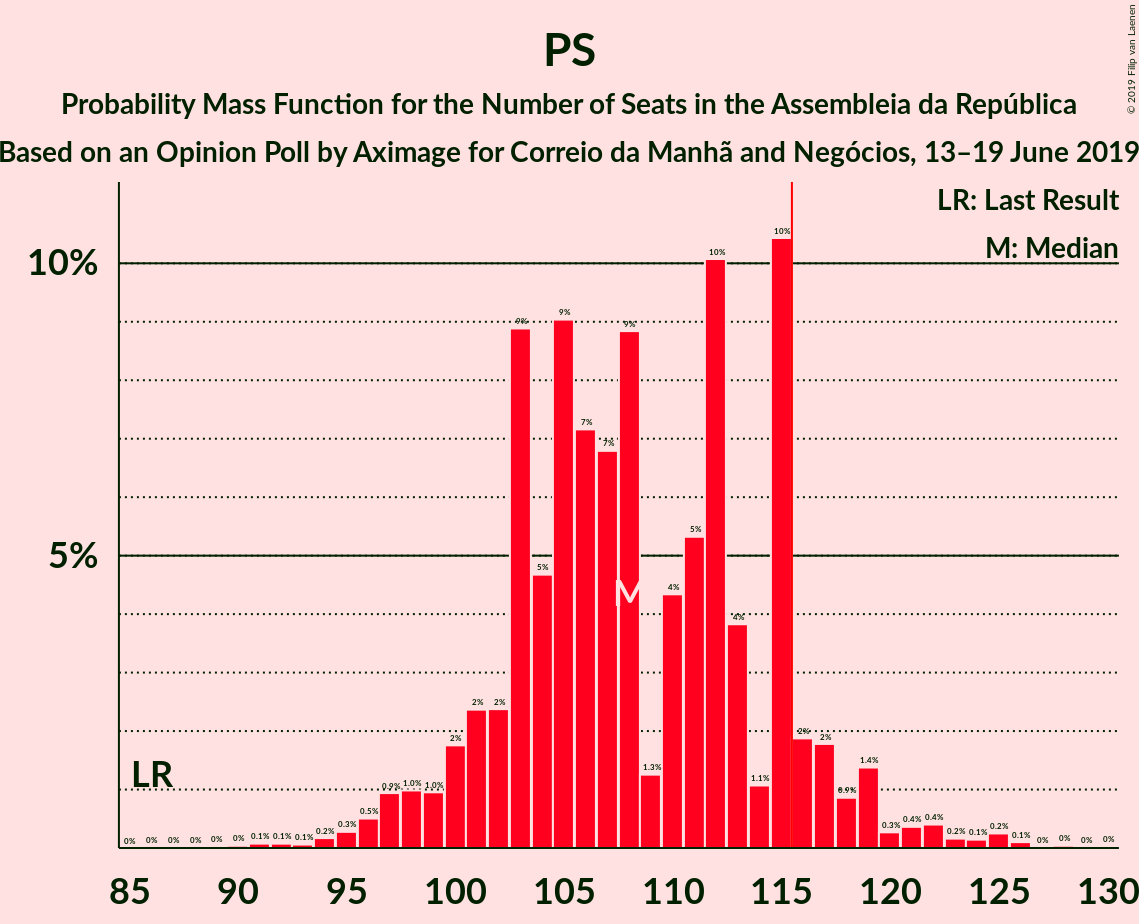 PS
Probability Mass Function for the Number of Seats in the Assembleia da República
Based on an Opinion Poll by Aximage for Correio da Manhã and Negócios, 13–19 June 2019
© 2019 Filip van Laenen
LR: Last Result
M: Median
10%
5%
LR
M
0% 0% 0% 0% 0% 0% 0.1% 0.1% 0.1% 0.2% 0.3% 0.5% 0.9% 1.0% 1.0% 2% 2% 2% 9% 5% 9% 7% 7% 9% 1.3% 4% 5% 10% 4% 1.1% 10% 2% 2% 0.9% 1.4% 0.3% 0.4% 0.4% 0.2% 0.1% 0.2% 0.1% 0% 0% 0% 0%
85 90 95 100 105 110 115 120 125 130